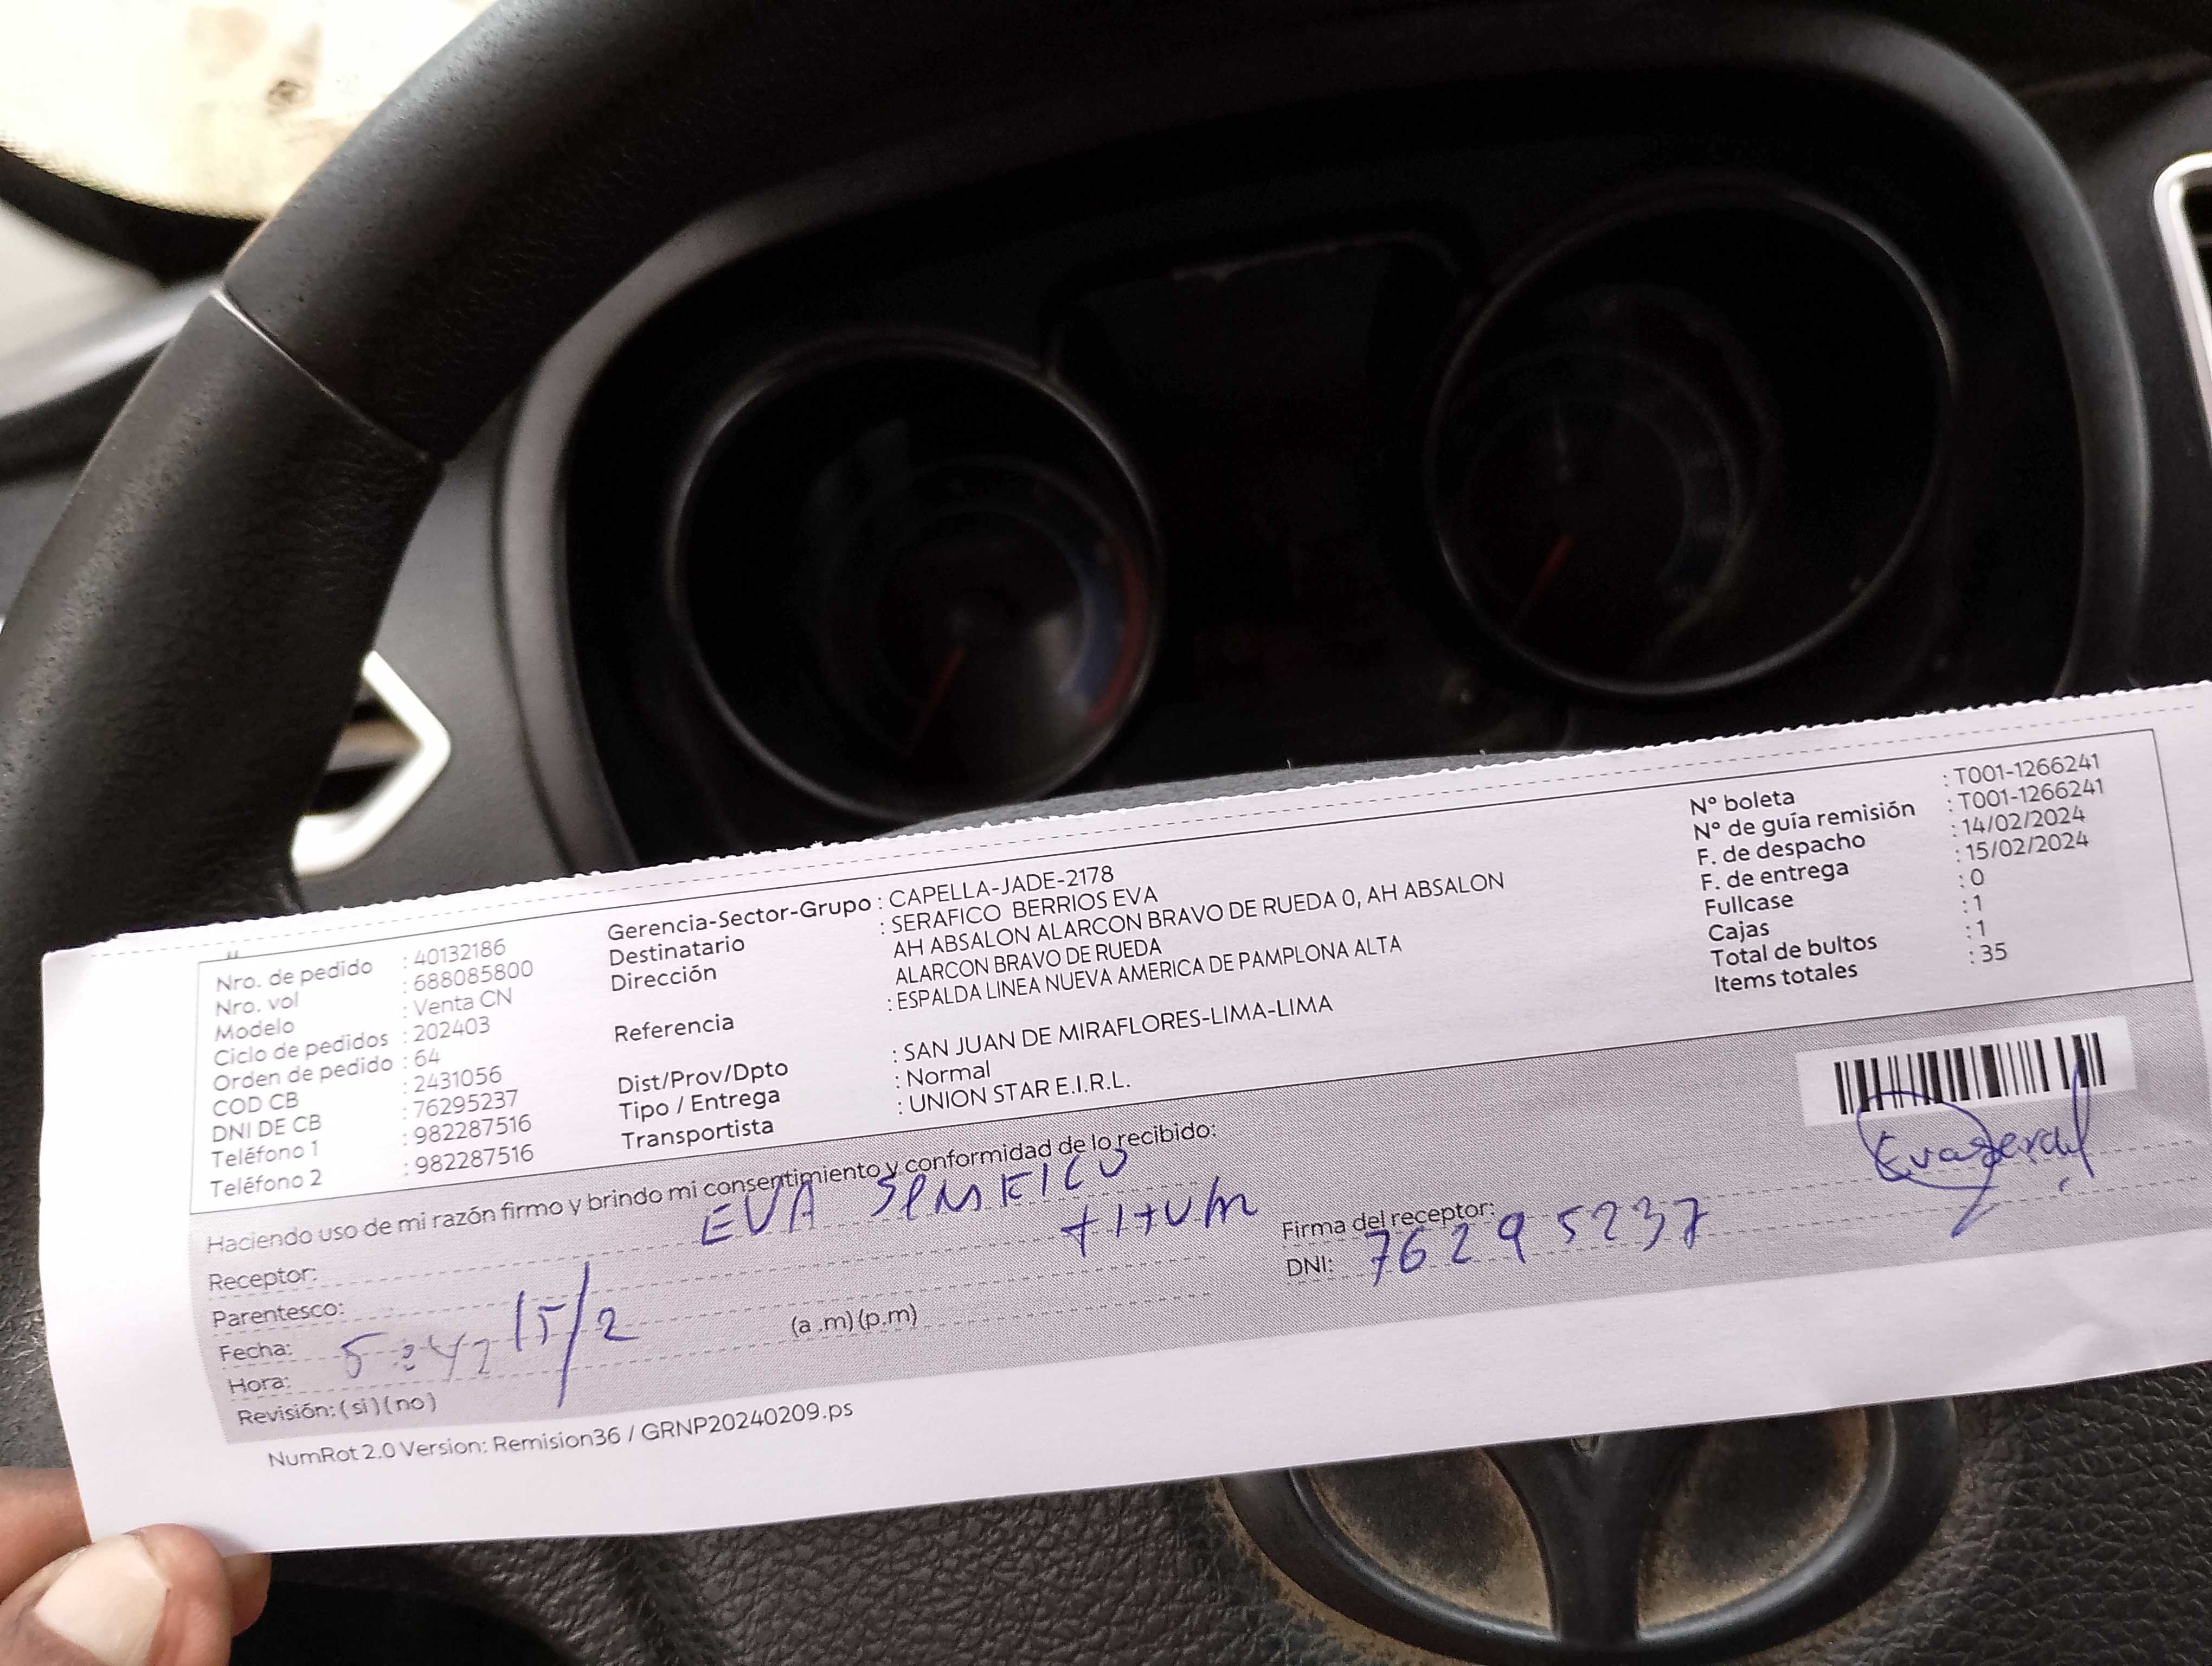 Nro. de pedido : 40132186
Nro. vol : 688085800
Modelo : Venta CN
Ciclo de pedidos : 202403
Orden de pedido : 64
COD CB : 2431056
DNI DE CB : 76295237
Teléfono 1 : 982287516
Teléfono 2 : 982287516
Gerencia-Sector-Grupo : CAPELLA-JADE-2178
Destinatario : SERAFICO BERRIOS EVA
Dirección AH ABSALON ALARCON BRAVO DE RUEDA 0, AH ABSALON
ALARCON BRAVO DE RUEDA
Referencia : ESPALDA LINEA NUEVA AMERICA DE PAMPLONA ALTA
Dist/Prov/Dpto : SAN JUAN DE MIRAFLORES-LIMA-LIMA
Tipo / Entrega : Normal
Transportista : UNION STAR E.I.R.L.
N° boleta : T001-1266241
N° de guía remisión : T001-1266241
F. de despacho : 14/02/2024
F. de entrega : 15/02/2024
Fullcase : 0
Cajas : 1
Total de bultos : 1
Items totales : 35
Haciendo uso de mi razón firmo y brindo mi consentimiento y conformidad de lo recibido:
Receptor: EVA
Parentesco:
Fecha: 15/2
Hora: (a .m) (p.m)
Revisión: (si) (no)
Firma del receptor:
DNI: 76295237
NumRot 2.0 Version: Remision36 / GRNP20240209.ps